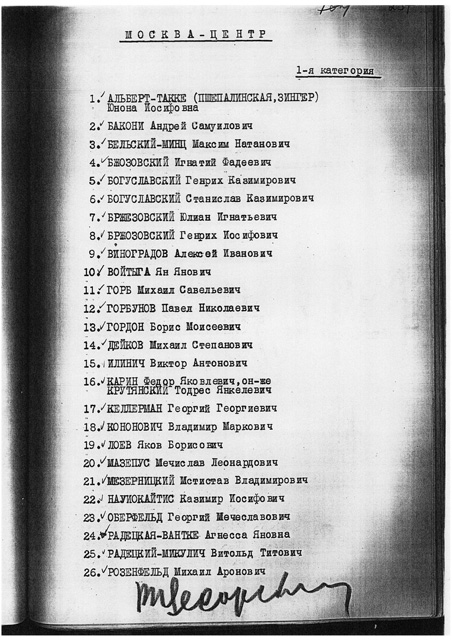 МОСКВА-ЦЕНТР
1-я категория
1. АЛЬБЕРТ-ТАККЕ (ПШЕПАЛИНСКАЯ,ЗИНГЕР)
Юнона Иосифовна
2. БАКОНИ Андрей Самуилович
3. БЕЛЬСКИЙ-МИНЦ Максим Натанович
4. БЖОЗОВСКИЙ Игнатий Фадеевич
5. БОГУСЛАВСКИЙ Генрих Казимирович
6. БОГУСЛАВСКИЙ Станислав Казимирович
7. БРЖЕЗОВСКИЙ Юлиан Игнатьевич
8. БРЖОЗОВСКИЙ Генрих Иосифович
9. ВИНОГРАДОВ Алексей Иванович
10. ВОЙТЫГА Ян Янович
11. ГОРБ Михаил Савельевич
12. ГОРБУНОВ Павел Николаевич
13. ГОРДОН Борис Моисеевич
14. ДЕЙКОВ Михаил Степанович
15. ИЛИНИЧ Виктор Антонович
16. КАРИН Федор Яковлевич,он-же
КРУТЯНСКИЙ Тодрес Янкелевич
17. КЕЛЛЕРМАН Георгий Георгиевич
18. КОНОНОВИЧ Владимир Маркович
19. ЛОЕВ Яков Борисович
20. МАЗЕПУС Мечислав Леонардович
21. МЕЗЕРНИЦКИЙ Мстистав Владимирович
22. НАУИОКАЙТИС Казимир Иосифович
23. ОБЕРФЕЛЬД Георгий Мечеславович
24. РАДЕЦКАЯ-ВАНТКЕ Агнесса Яновна
25. РАДЕЦКИЙ-МИКУЛИЧ Витольд Титович
26. РОЗЕНФЕЛЬД Михаил Аронович